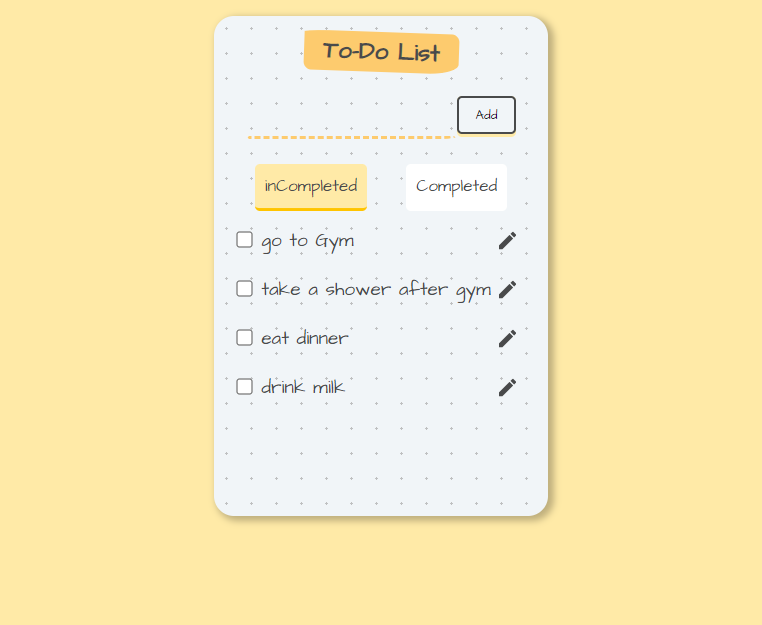 To-Do List
Add
inCompleted Completed
go to Gym
take a shower after gym
eat dinner
drink milk